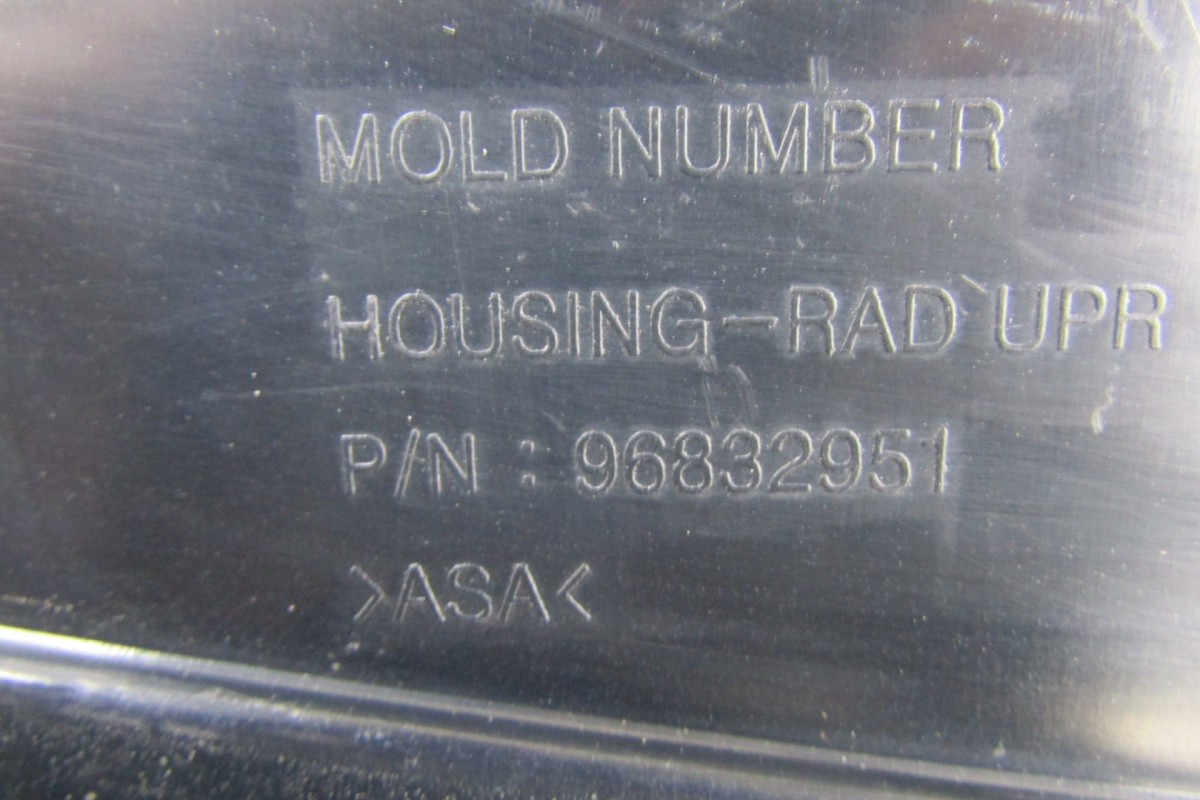 MOLD NUMBER
HOUSING-RAD UPR
P/N : 96832951
>ASA<